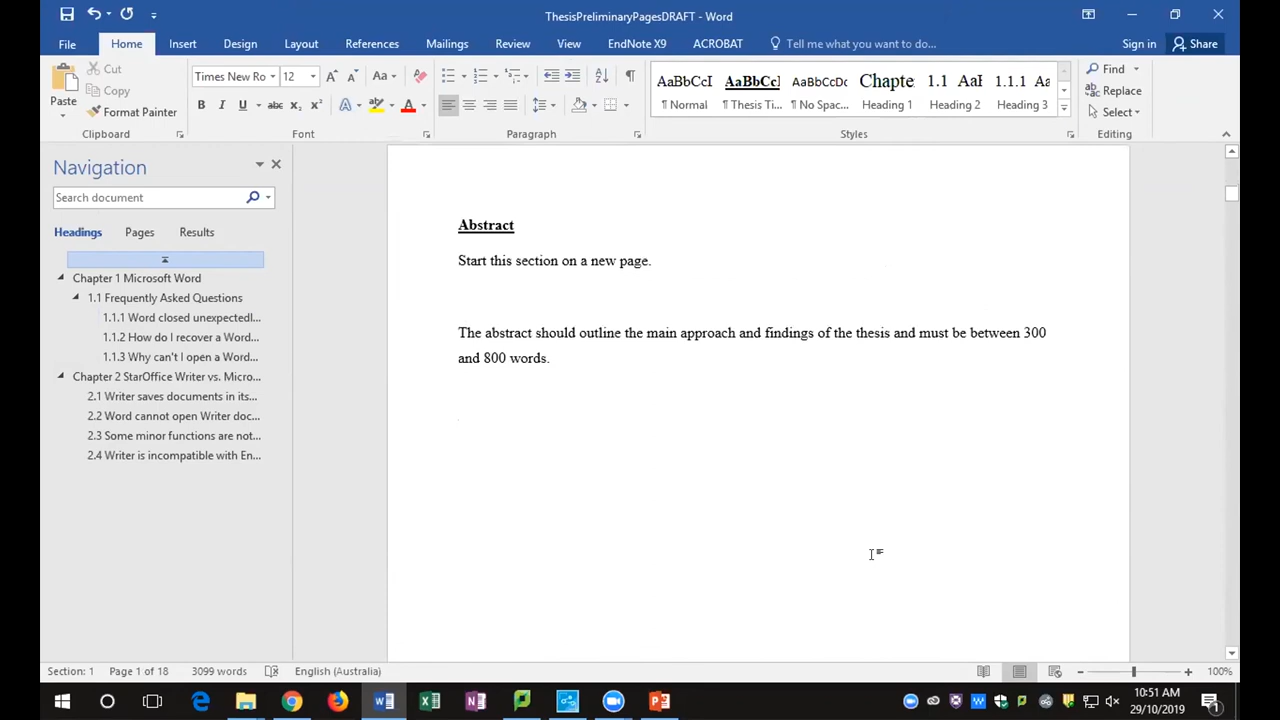 ThesisPreliminaryPagesDRAFT - Word
File Home Insert Design Layout References Mailings Review View EndNote X9 ACROBAT Tell me what you want to do... Sign in Share
Paste
Cut
Copy
Format Painter
Clipboard
Times New Ro 12 Aa
B I U abc X₂ X² A A
Font
Paragraph
AaBbCcI AaBbCcI AaBbCcDc Chapte 1.1 AaI 1.1.1 Aa
¶ Normal ¶ Thesis Ti... ¶ No Spac... Heading 1 Heading 2 Heading 3
Styles
Find
Replace
Select
Editing
Navigation
Search document
Headings Pages Results
Chapter 1 Microsoft Word
1.1 Frequently Asked Questions
1.1.1 Word closed unexpectedl...
1.1.2 How do I recover a Word...
1.1.3 Why can't I open a Word...
Chapter 2 StarOffice Writer vs. Micro...
2.1 Writer saves documents in its...
2.2 Word cannot open Writer doc...
2.3 Some minor functions are not...
2.4 Writer is incompatible with En...
Abstract
Start this section on a new page.
The abstract should outline the main approach and findings of the thesis and must be between 300
and 800 words.
Section: 1 Page 1 of 18 3099 words English (Australia) 100%
10:51 AM
29/10/2019